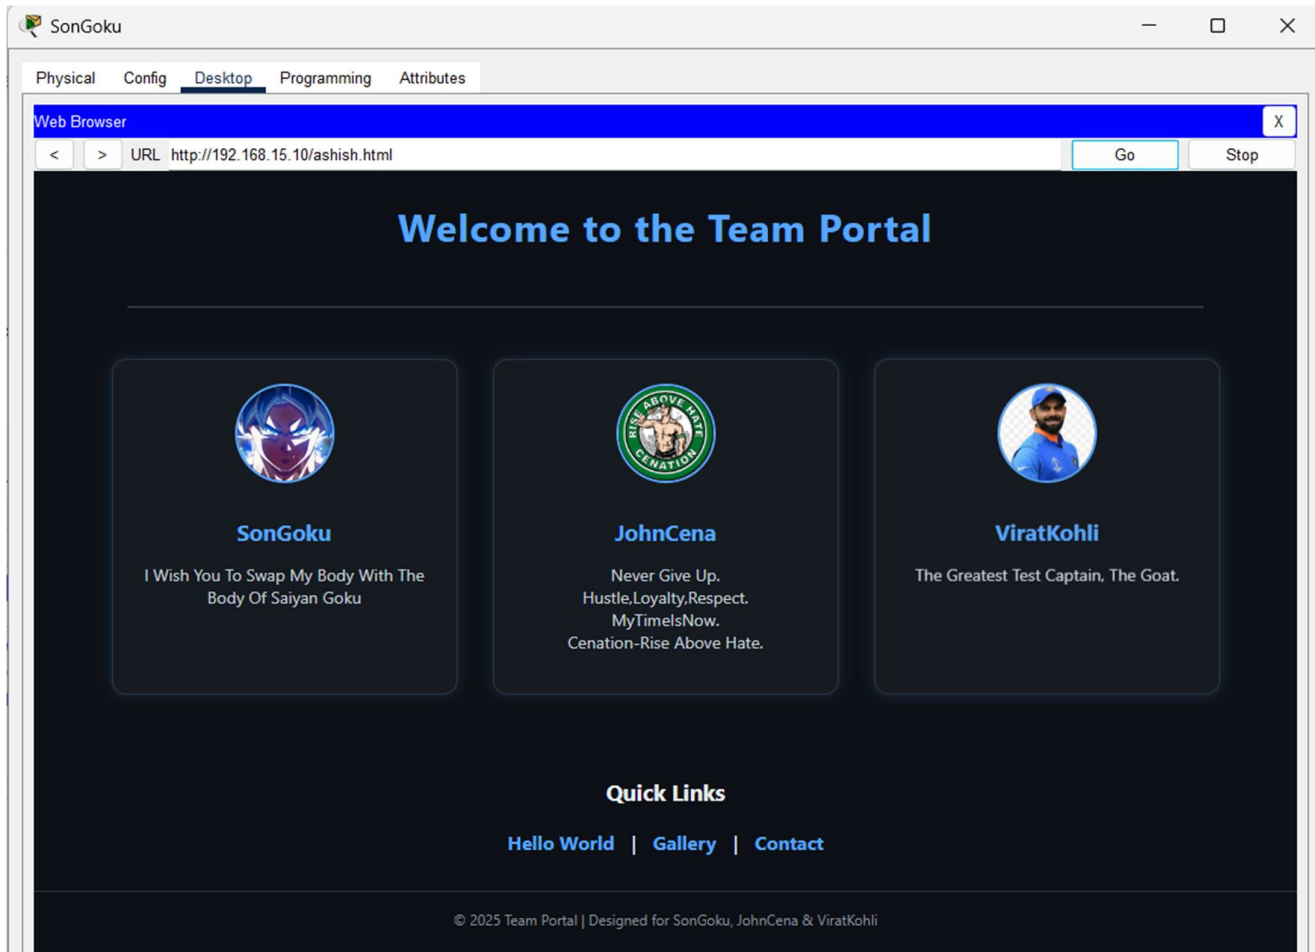 SonGoku
Physical Config Desktop Programming Attributes
Web Browser X
< > URL http://192.168.15.10/ashish.html Go Stop
Welcome to the Team Portal
RISE ABOVE HATE
CENATION
SonGoku
I Wish You To Swap My Body With The
Body Of Saiyan Goku
JohnCena
Never Give Up.
Hustle,Loyalty,Respect.
MyTimeIsNow.
Cenation-Rise Above Hate.
ViratKohli
The Greatest Test Captain, The Goat.
Quick Links
Hello World | Gallery | Contact
© 2025 Team Portal | Designed for SonGoku, JohnCena & ViratKohli